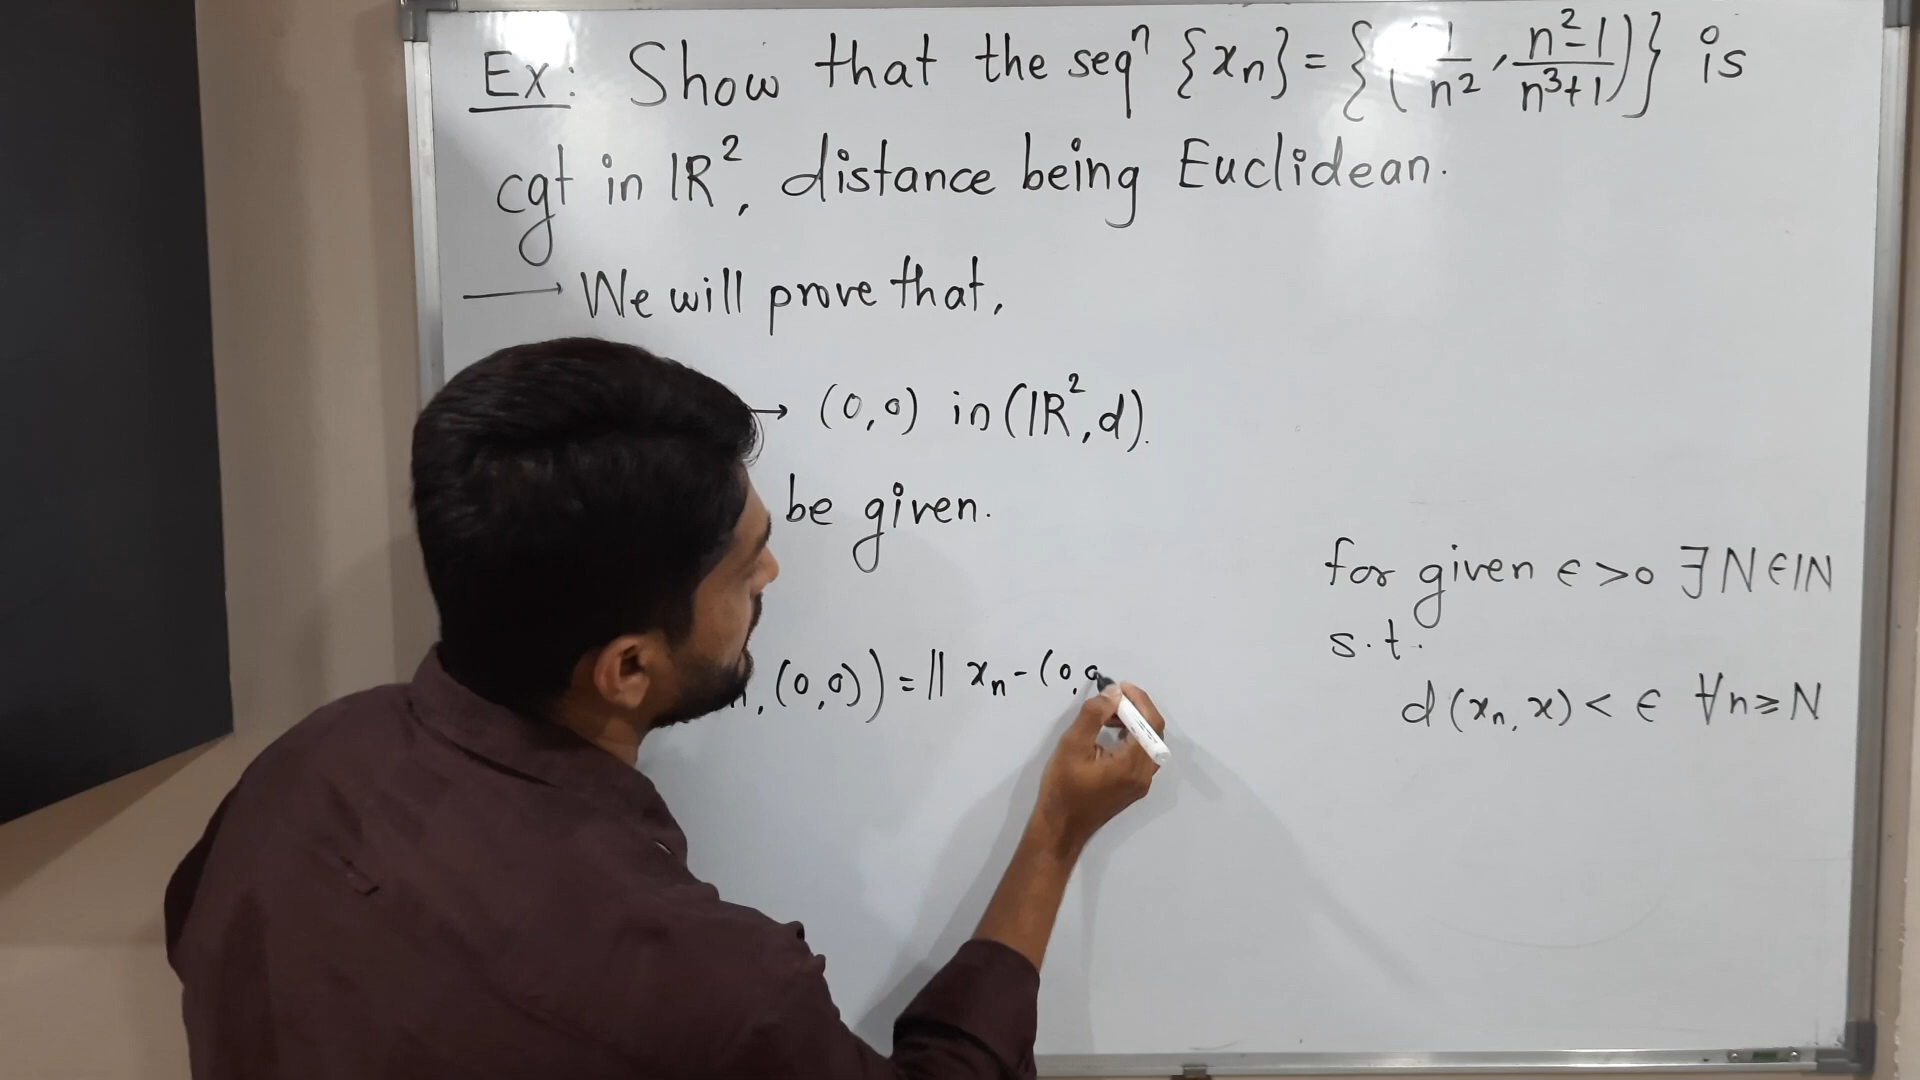 Ex: Show that the seqⁿ {xₙ} = {(1/n², n²-1/n³+1)} is
cgt in ℝ², distance being Euclidean.
→ We will prove that,
→ (0,0) in (ℝ², d).
be given.
n, (0,0)) = || xₙ - (0,0
for given ϵ > 0 ∃ N ∈ ℕ
s.t.
d(xₙ, x) < ϵ ∀ n ≥ N